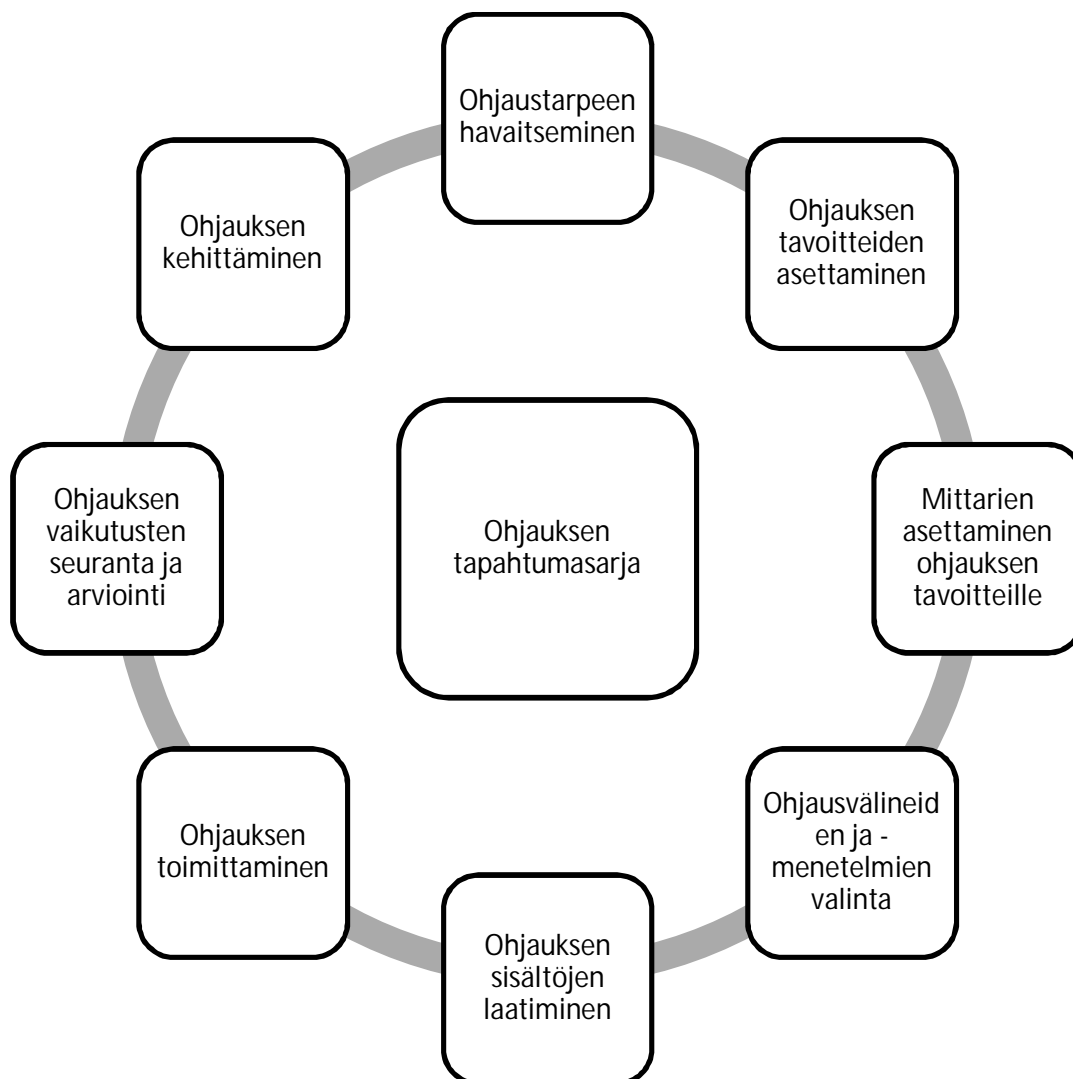 Ohjaustarpeen
havaitseminen
Ohjauksen
tavoitteiden
asettaminen
Mittarien
asettaminen
ohjauksen
tavoitteille
Ohjausvälineid
en ja -
menetelmien
valinta
Ohjauksen
sisältöjen
laatiminen
Ohjauksen
toimittaminen
Ohjauksen
vaikutusten
seuranta ja
arviointi
Ohjauksen
kehittäminen
Ohjauksen
tapahtumasarja